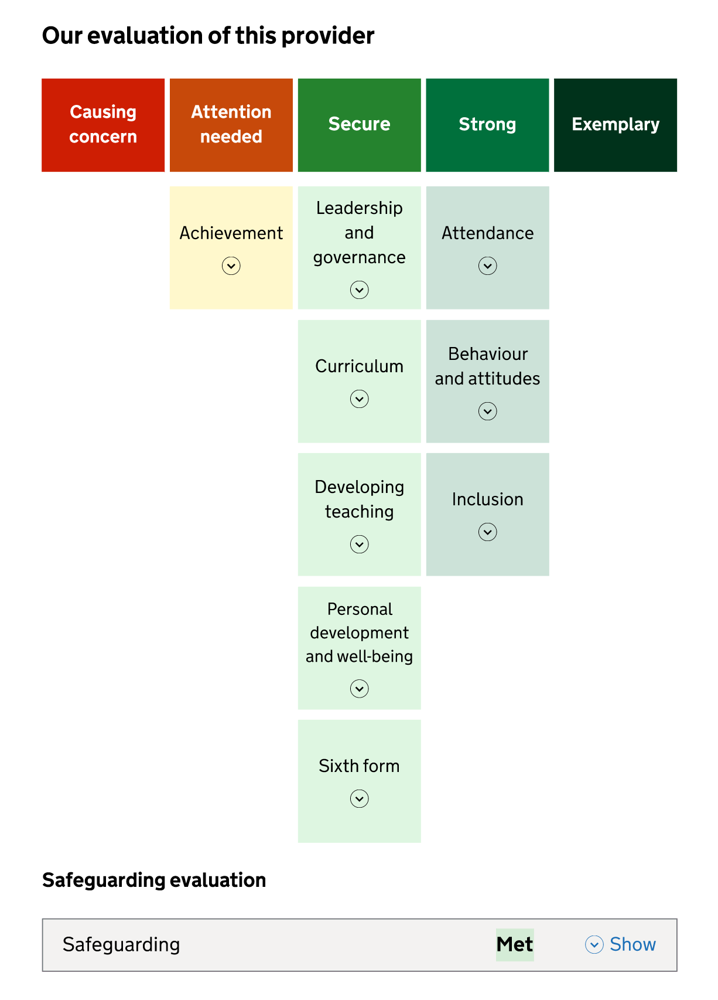 Our evaluation of this provider
Causing
concern
Attention
needed
Secure
Strong
Exemplary
Achievement
Leadership
and
governance
Attendance
Curriculum
Behaviour
and attitudes
Developing
teaching
Inclusion
Personal
development
and well-being
Sixth form
Safeguarding evaluation
Safeguarding Met Show